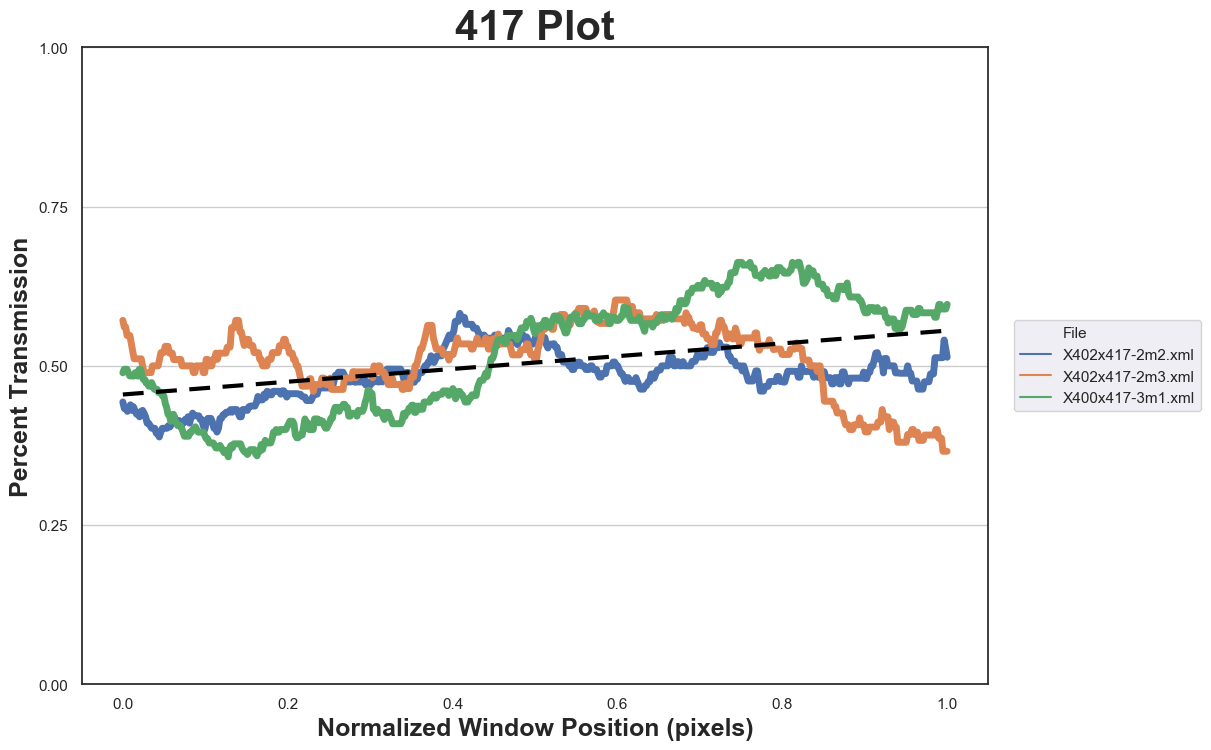 417 Plot
1.00
0.75
0.50
0.25
0.00
Percent Transmission
0.0 0.2 0.4 0.6 0.8 1.0
Normalized Window Position (pixels)
File
X402x417-2m2.xml
X402x417-2m3.xml
X400x417-3m1.xml